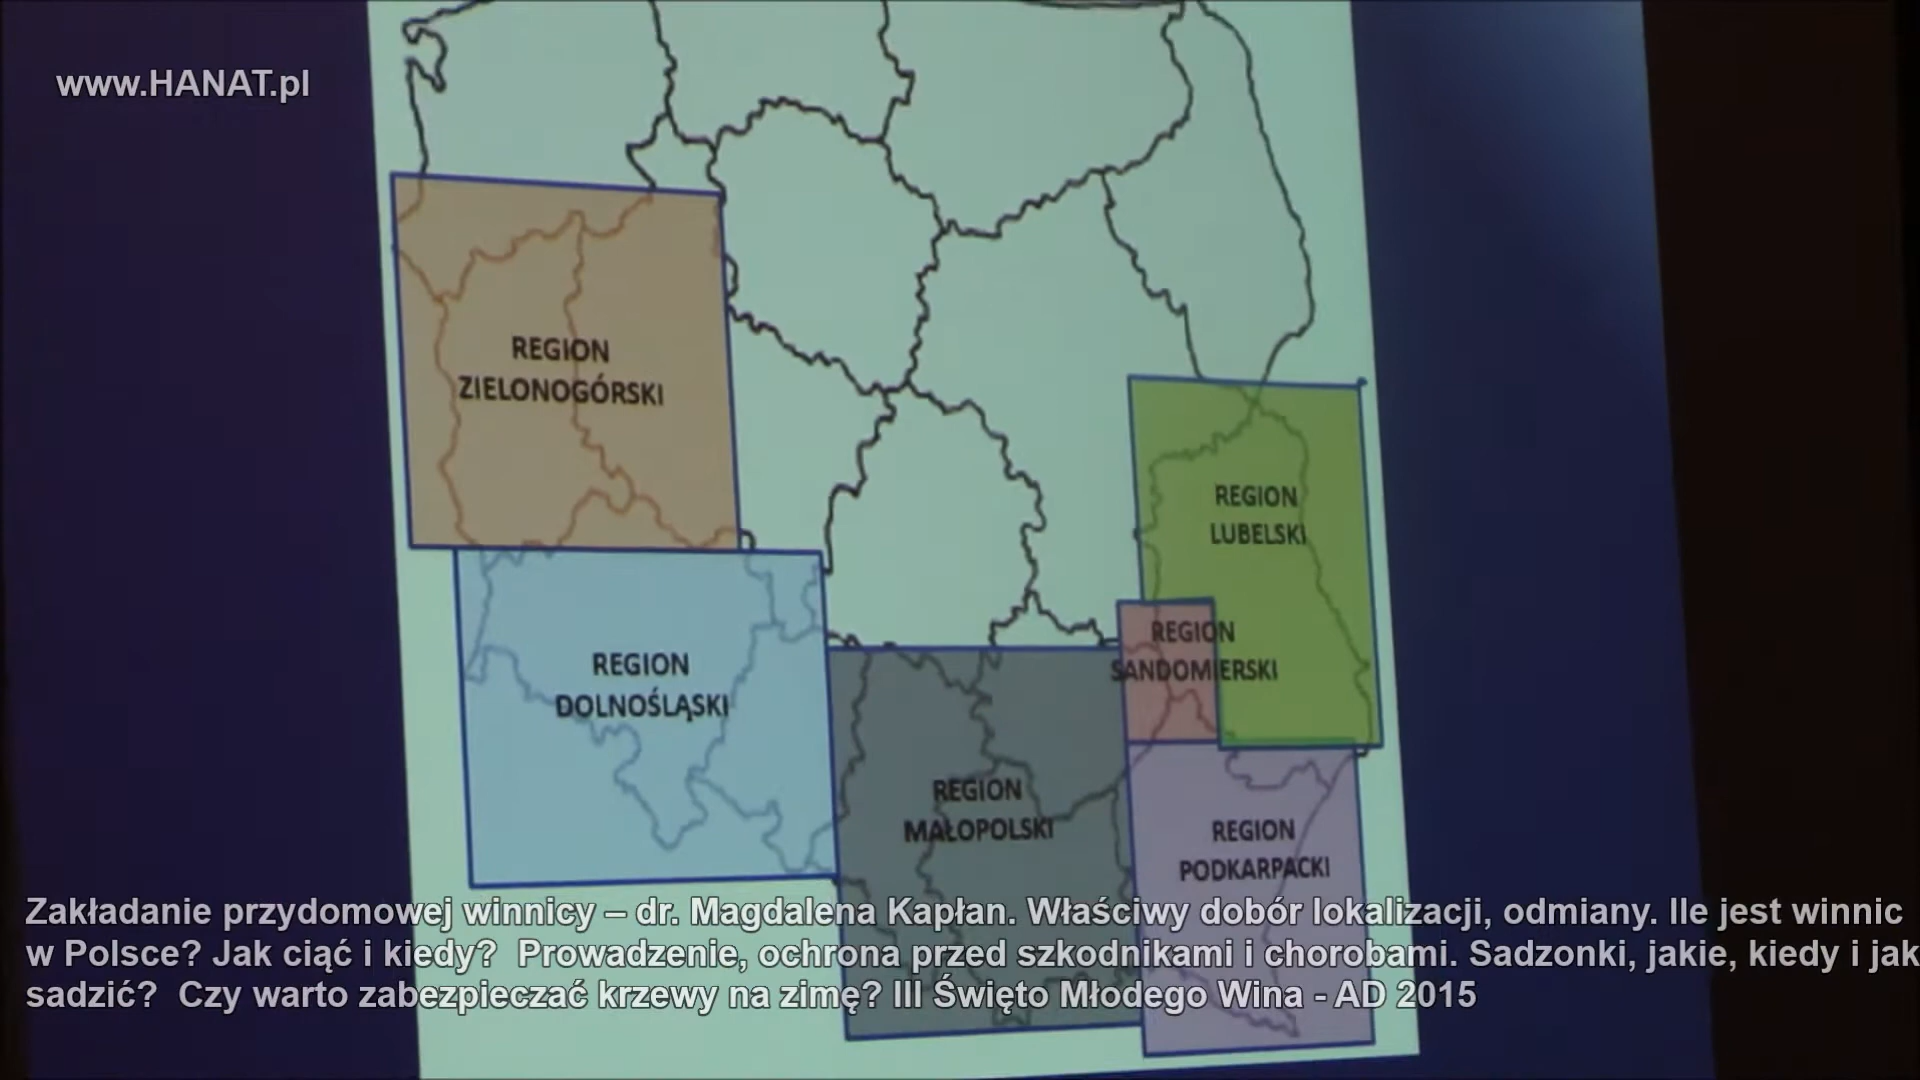 www.HANAT.pl
REGION
ZIELONOGÓRSKI
REGION
LUBELSKI
REGION
SANDOMIERSKI
REGION
DOLNOŚLĄSKI
REGION
MAŁOPOLSKI
REGION
PODKARPACKI
Zakładanie przydomowej winnicy – dr. Magdalena Kapłan. Właściwy dobór lokalizacji, odmiany. Ile jest winnic
w Polsce? Jak ciąć i kiedy?  Prowadzenie, ochrona przed szkodnikami i chorobami. Sadzonki, jakie, kiedy i jak
sadzić?  Czy warto zabezpieczać krzewy na zimę? III Święto Młodego Wina - AD 2015